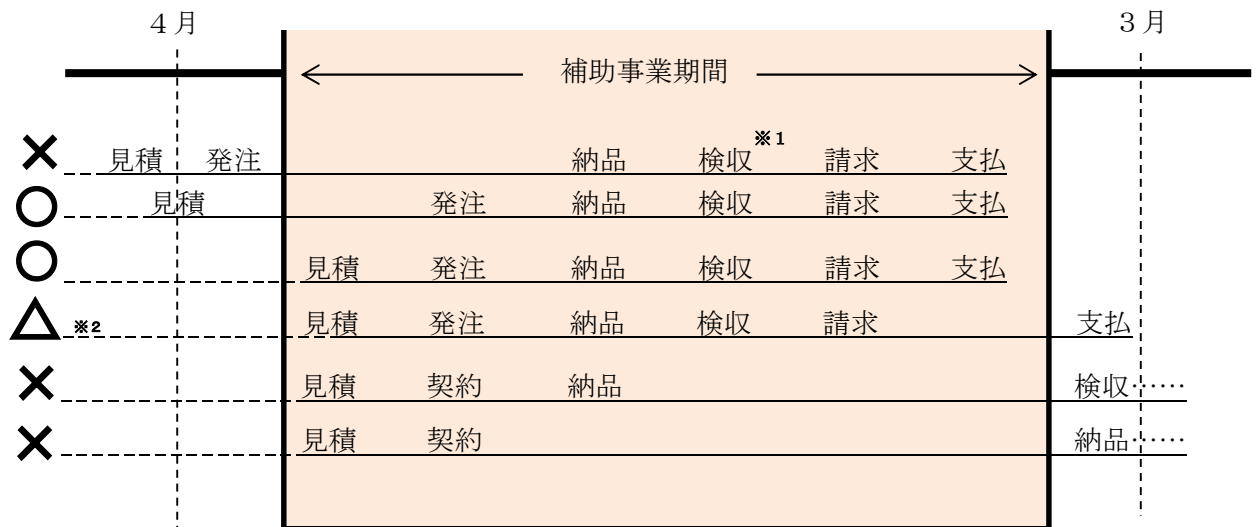 ４月 ３月
補助事業期間
× 見積 発注 納品 検収※1 請求 支払
○ 見積 発注 納品 検収 請求 支払
○ 見積 発注 納品 検収 請求 支払
△ ※2 見積 発注 納品 検収 請求 支払
× 見積 契約 納品 検収……
× 見積 契約 納品……